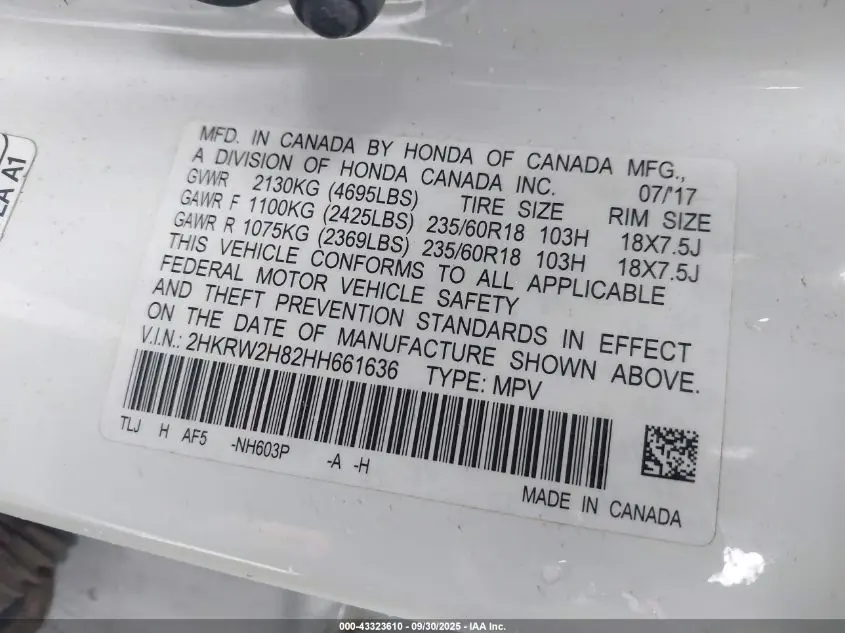 MFD. IN CANADA BY HONDA OF CANADA MFG.,
A DIVISION OF HONDA CANADA INC. 07/'17
GVWR 2130KG (4695LBS) TIRE SIZE RIM SIZE
GAWR F 1100KG (2425LBS) 235/60R18 103H 18X7.5J
GAWR R 1075KG (2369LBS) 235/60R18 103H 18X7.5J
THIS VEHICLE CONFORMS TO ALL APPLICABLE
FEDERAL MOTOR VEHICLE SAFETY
AND THEFT PREVENTION STANDARDS IN EFFECT
ON THE DATE OF MANUFACTURE SHOWN ABOVE.
V.I.N.: 2HKRW2H82HH661636 TYPE: MPV
TLJ H AF5 -NH603P -A -H
MADE IN CANADA
A1
000-43323610 - 09/30/2025 - IAA Inc.